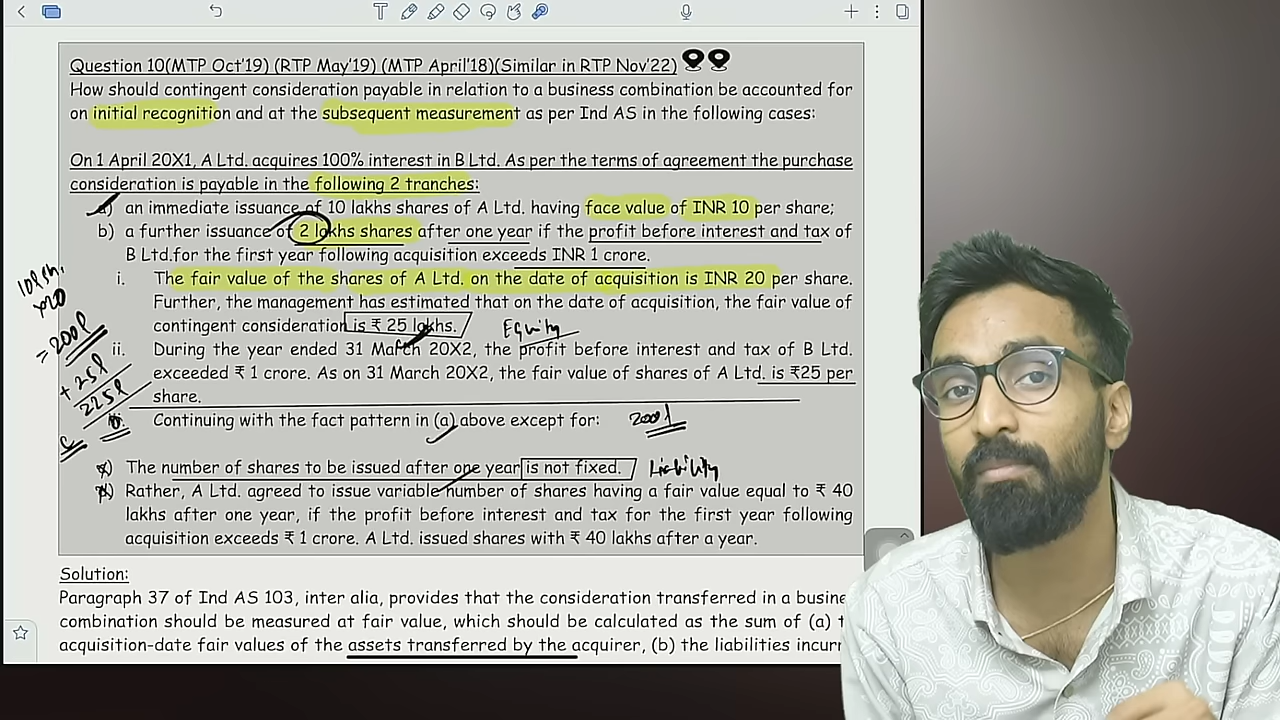 Question 10(MTP Oct'19) (RTP May'19) (MTP April'18)(Similar in RTP Nov'22)
How should contingent consideration payable in relation to a business combination be accounted for
on initial recognition and at the subsequent measurement as per Ind AS in the following cases:
On 1 April 20X1, A Ltd. acquires 100% interest in B Ltd. As per the terms of agreement the purchase
consideration is payable in the following 2 tranches:
a) an immediate issuance of 10 lakhs shares of A Ltd. having face value of INR 10 per share;
b) a further issuance of 2 lakhs shares after one year if the profit before interest and tax of
B Ltd.for the first year following acquisition exceeds INR 1 crore.
i. The fair value of the shares of A Ltd. on the date of acquisition is INR 20 per share.
Further, the management has estimated that on the date of acquisition, the fair value of
contingent consideration is ₹ 25 lakhs. Equity
ii. During the year ended 31 March 20X2, the profit before interest and tax of B Ltd.
exceeded ₹ 1 crore. As on 31 March 20X2, the fair value of shares of A Ltd. is ₹25 per
share.
10l sh.
x20
= 200l
+ 25l
225l
Continuing with the fact pattern in (a) above except for: 200l
The number of shares to be issued after one year is not fixed. Liability
Rather, A Ltd. agreed to issue variable number of shares having a fair value equal to ₹ 40
lakhs after one year, if the profit before interest and tax for the first year following
acquisition exceeds ₹ 1 crore. A Ltd. issued shares with ₹ 40 lakhs after a year.
Solution:
Paragraph 37 of Ind AS 103, inter alia, provides that the consideration transferred in a busine
combination should be measured at fair value, which should be calculated as the sum of (a) t
acquisition-date fair values of the assets transferred by the acquirer, (b) the liabilities incurr